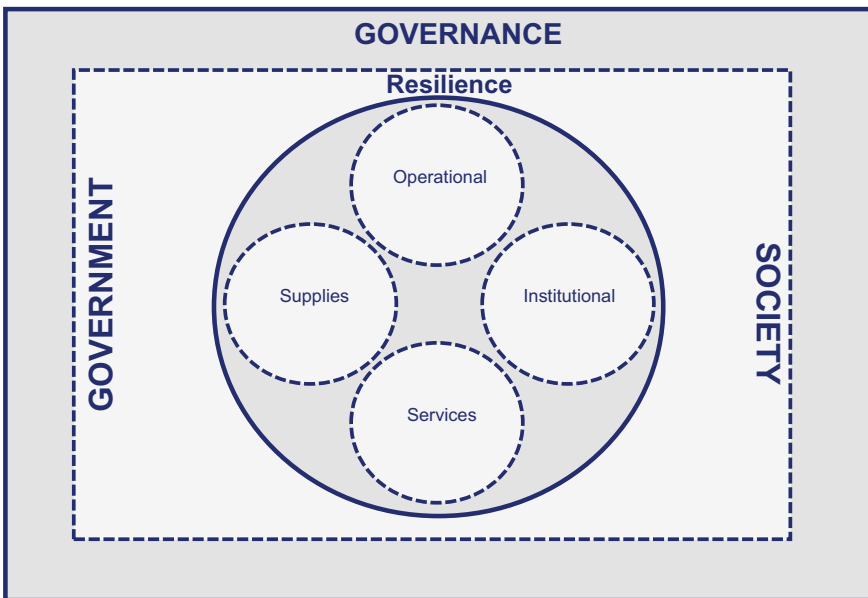 GOVERNANCE
Resilience
Operational
GOVERNMENT
SOCIETY
Supplies
Institutional
Services